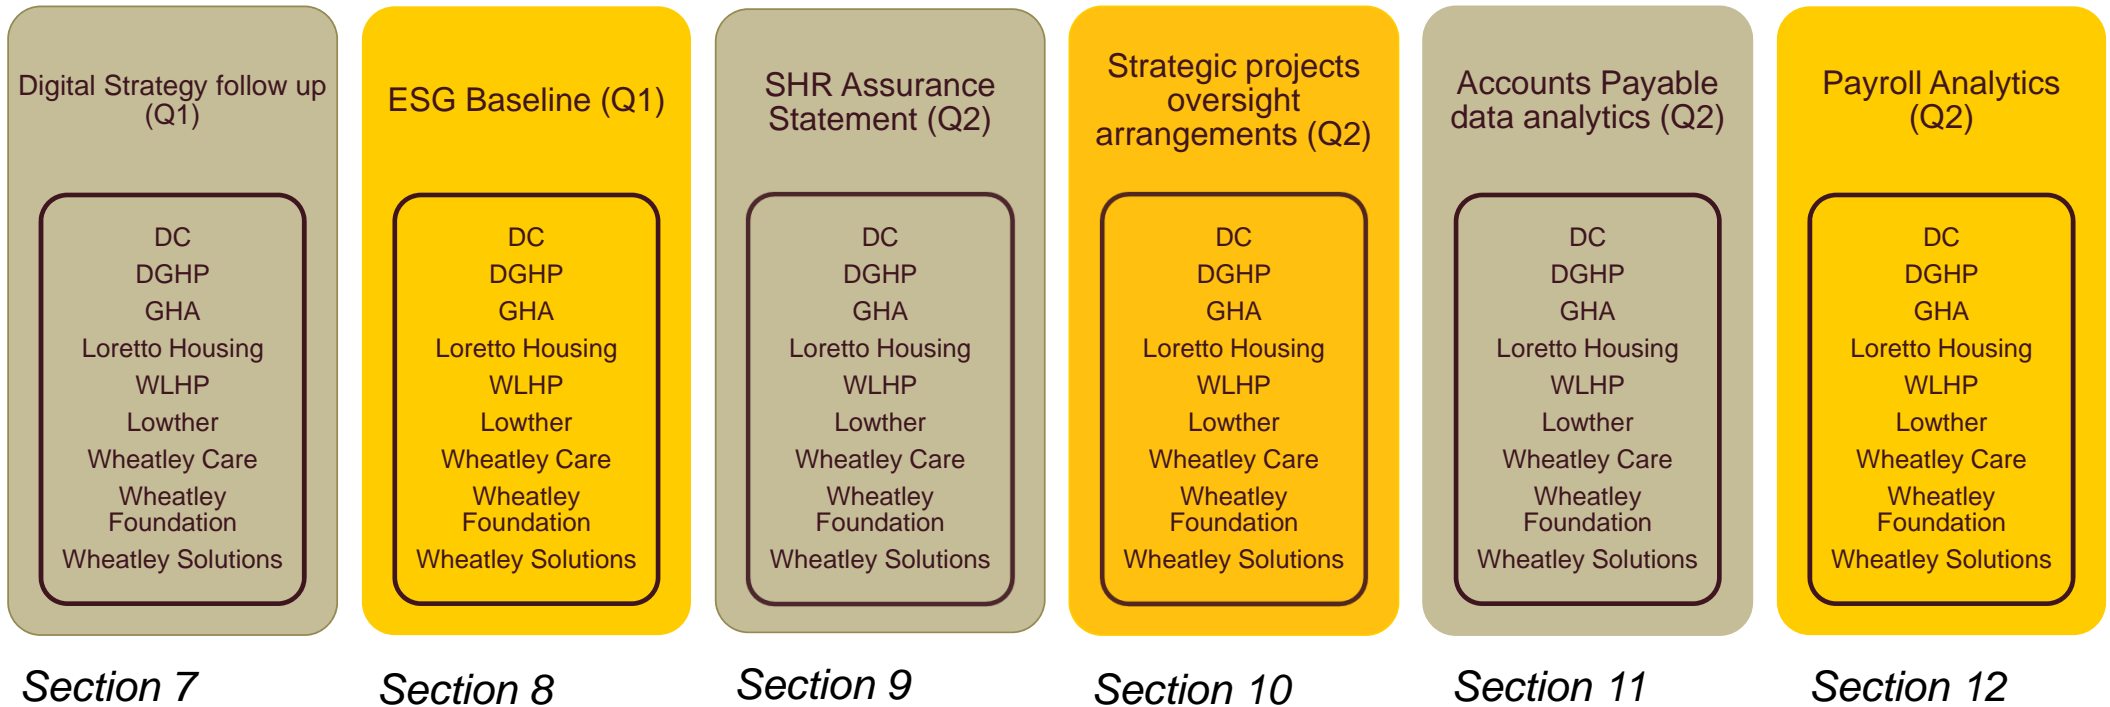 Digital Strategy follow up
(Q1)
DC
DGHP
GHA
Loretto Housing
WLHP
Lowther
Wheatley Care
Wheatley
Foundation
Wheatley Solutions
Section 7
ESG Baseline (Q1)
DC
DGHP
GHA
Loretto Housing
WLHP
Lowther
Wheatley Care
Wheatley
Foundation
Wheatley Solutions
Section 8
SHR Assurance
Statement (Q2)
DC
DGHP
GHA
Loretto Housing
WLHP
Lowther
Wheatley Care
Wheatley
Foundation
Wheatley Solutions
Section 9
Strategic projects
oversight
arrangements (Q2)
DC
DGHP
GHA
Loretto Housing
WLHP
Lowther
Wheatley Care
Wheatley
Foundation
Wheatley Solutions
Section 10
Accounts Payable
data analytics (Q2)
DC
DGHP
GHA
Loretto Housing
WLHP
Lowther
Wheatley Care
Wheatley
Foundation
Wheatley Solutions
Section 11
Payroll Analytics
(Q2)
DC
DGHP
GHA
Loretto Housing
WLHP
Lowther
Wheatley Care
Wheatley
Foundation
Wheatley Solutions
Section 12